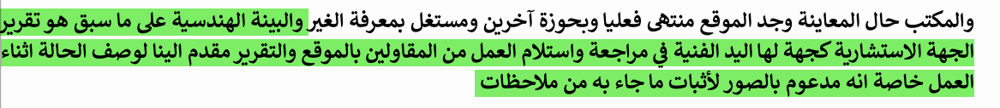 والمكتب حال المعاينة وجد الموقع منتهى فعليا وبحوزة آخرين ومستغل بمعرفة الغير والبينة الهندسية على ما سبق هو تقرير
الجهة الاستشارية كجهة لها اليد الفنية في مراجعة واستلام العمل من المقاولين بالموقع والتقرير مقدم الينا لوصف الحالة اثناء
العمل خاصة انه مدعوم بالصور لأثبات ما جاء به من ملاحظات